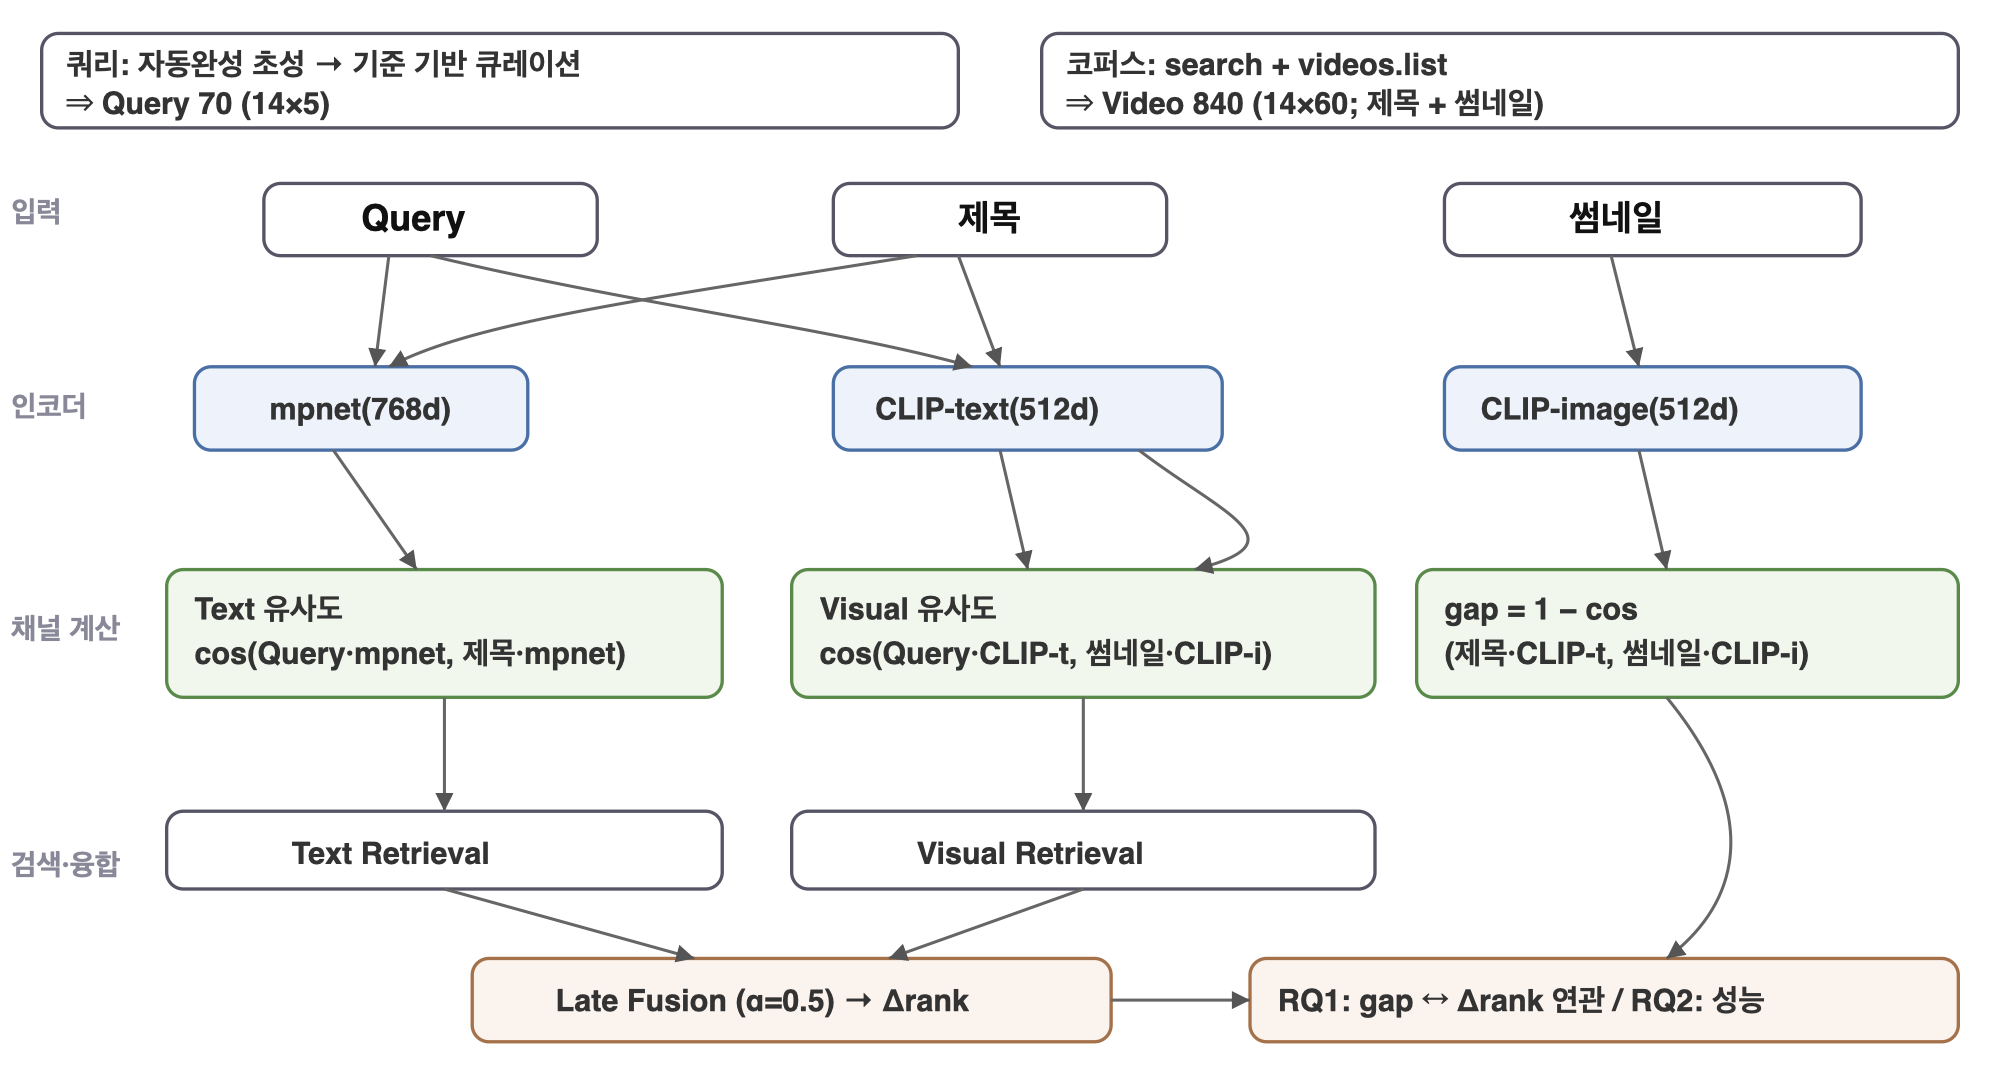 쿼리: 자동완성 초성 → 기준 기반 큐레이션
⇒ Query 70 (14×5)
코퍼스: search + videos.list
⇒ Video 840 (14×60; 제목 + 썸네일)
입력
Query
제목
썸네일
인코더
mpnet(768d)
CLIP-text(512d)
CLIP-image(512d)
채널 계산
Text 유사도
cos(Query·mpnet, 제목·mpnet)
Visual 유사도
cos(Query·CLIP-t, 썸네일·CLIP-i)
gap = 1 − cos
(제목·CLIP-t, 썸네일·CLIP-i)
검색·융합
Text Retrieval
Visual Retrieval
Late Fusion (α=0.5) → Δrank
RQ1: gap ↔ Δrank 연관 / RQ2: 성능